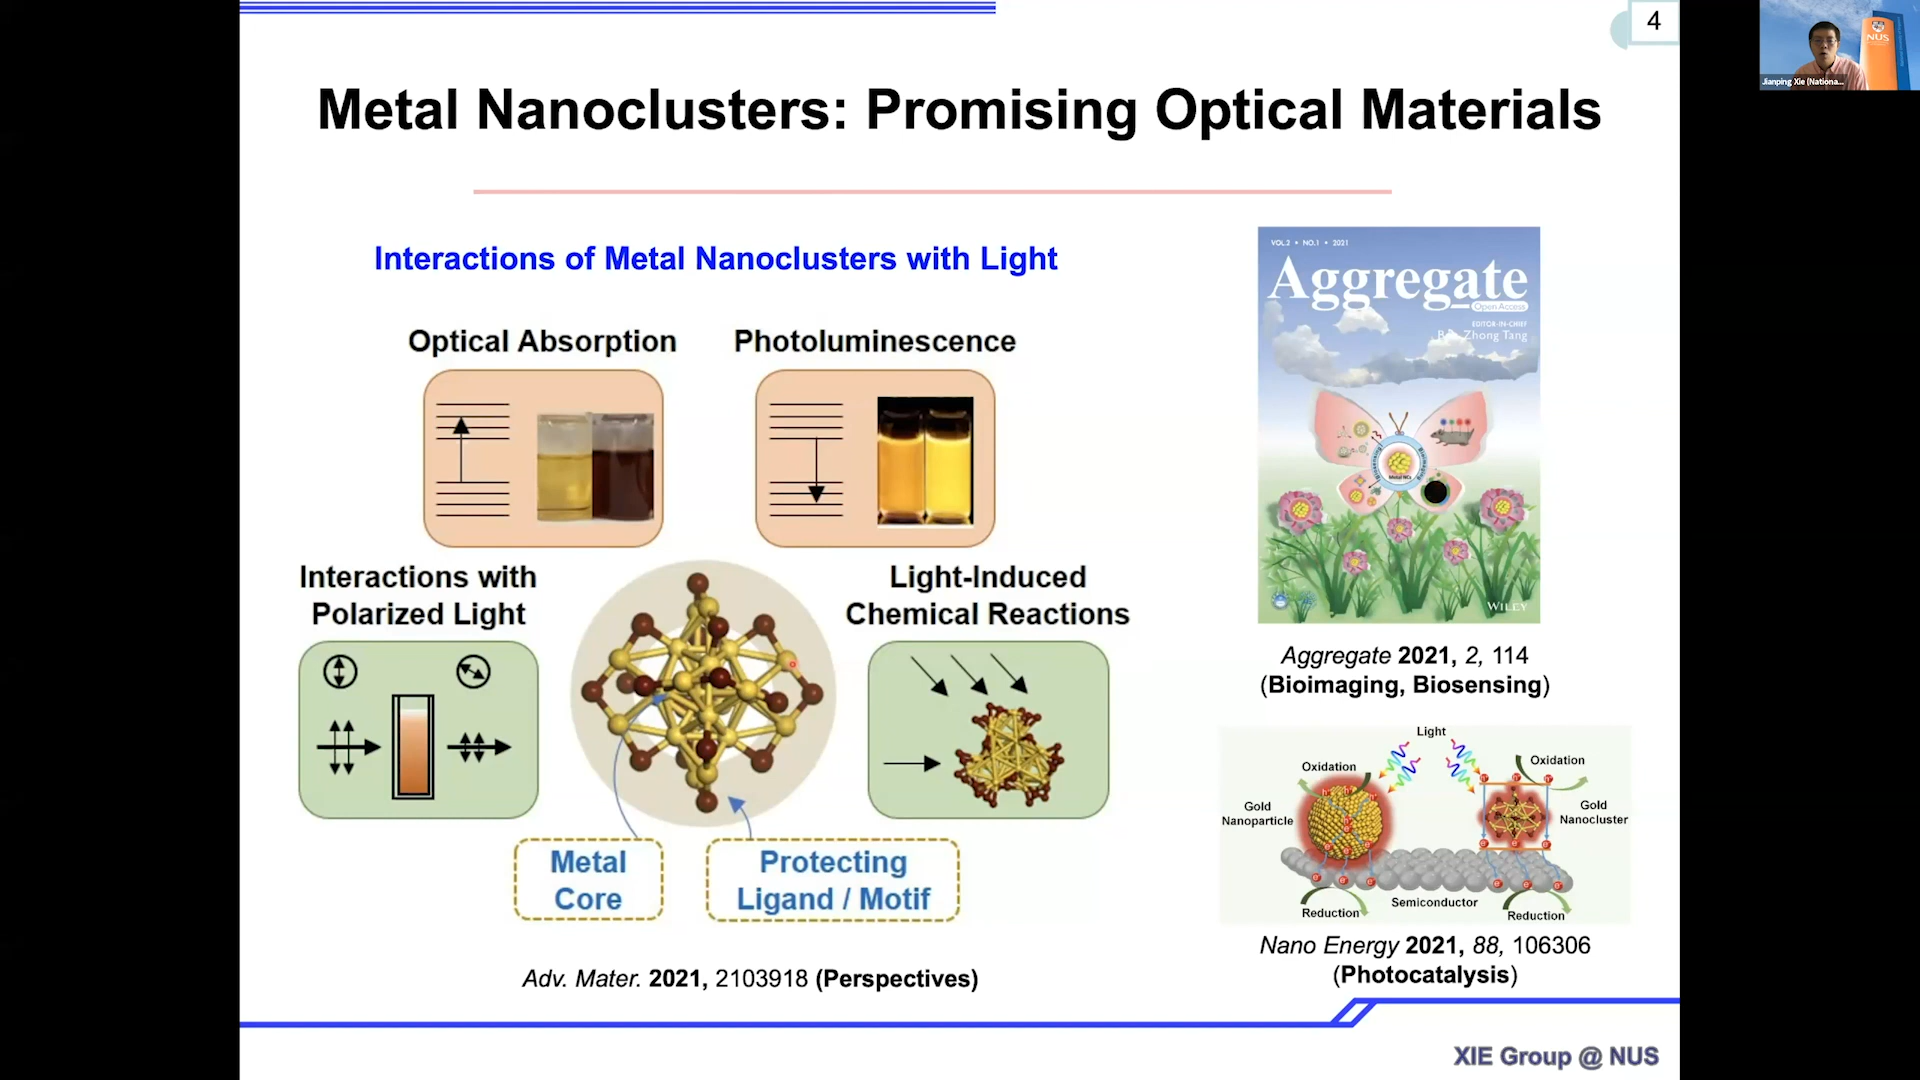 4
NUS
Jianping Xie (Nationa...
Metal Nanoclusters: Promising Optical Materials
Interactions of Metal Nanoclusters with Light
Optical Absorption
Photoluminescence
Interactions with
Polarized Light
Light-Induced
Chemical Reactions
Metal
Core
Protecting
Ligand / Motif
Adv. Mater. 2021, 2103918 (Perspectives)
VOL.2 • NO.1 • 2021
Aggregate
Open Access
EDITOR-IN-CHIEF
Zhong Tang
Metal NCs
WILEY
Aggregate 2021, 2, 114
(Bioimaging, Biosensing)
Light
Oxidation
Oxidation
Gold
Nanoparticle
Gold
Nanocluster
Semiconductor
Reduction
Reduction
Nano Energy 2021, 88, 106306
(Photocatalysis)
XIE Group @ NUS